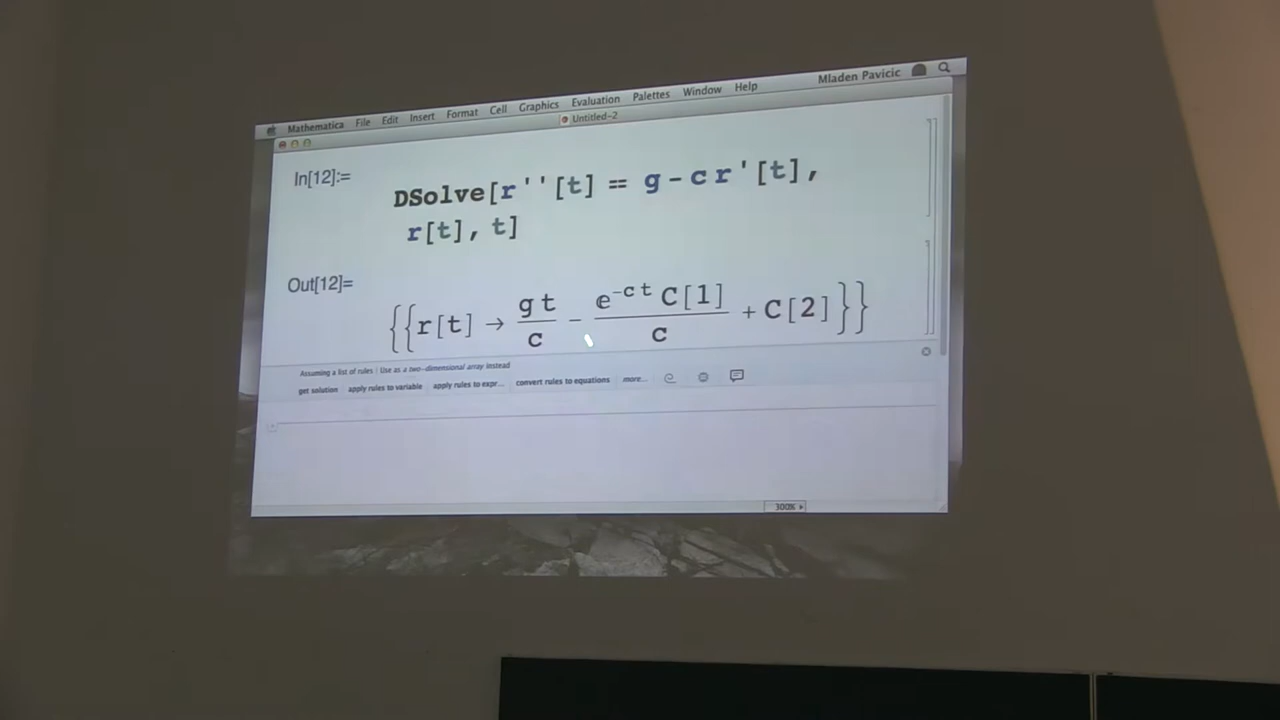 Mathematica File Edit Insert Format Cell Graphics Evaluation Palettes Window Help Mladen Pavicic
Untitled-2
In[12]:= DSolve[r''[t] == g - c r'[t],
r[t], t]
Out[12]= {{r[t] → g t / c - e^(-c t) C[1] / c + C[2]}}
Assuming a list of rules | Use as a two-dimensional array instead
get solution apply rules to variable apply rules to expr... convert rules to equations more...
300%